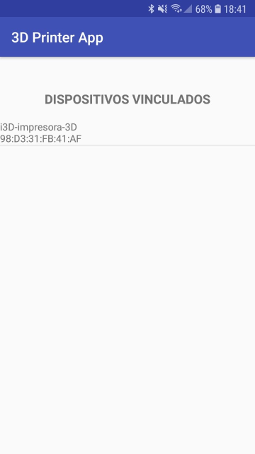 68% 18:41
3D Printer App
DISPOSITIVOS VINCULADOS
i3D-impresora-3D
98:D3:31:FB:41:AF